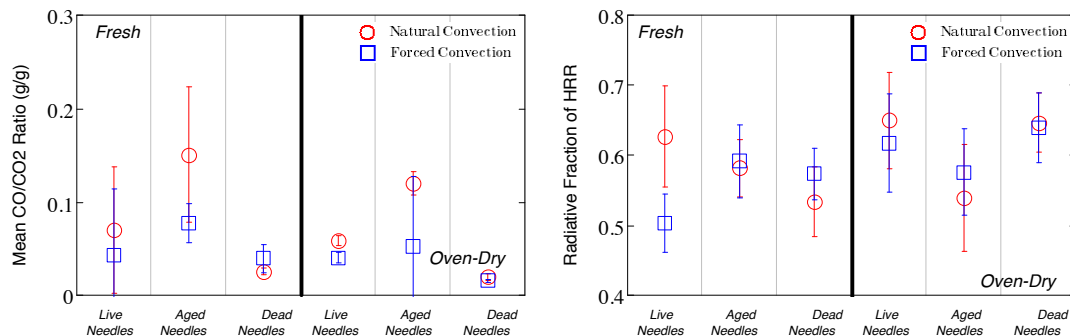 Mean CO/CO2 Ratio (g/g)
0.3
0.2
0.1
0
Fresh
Natural Convection
Forced Convection
Oven-Dry
Live Needles
Aged Needles
Dead Needles
Live Needles
Aged Needles
Dead Needles
Radiative Fraction of HRR
0.8
0.7
0.6
0.5
0.4
Fresh
Natural Convection
Forced Convection
Oven-Dry
Live Needles
Aged Needles
Dead Needles
Live Needles
Aged Needles
Dead Needles